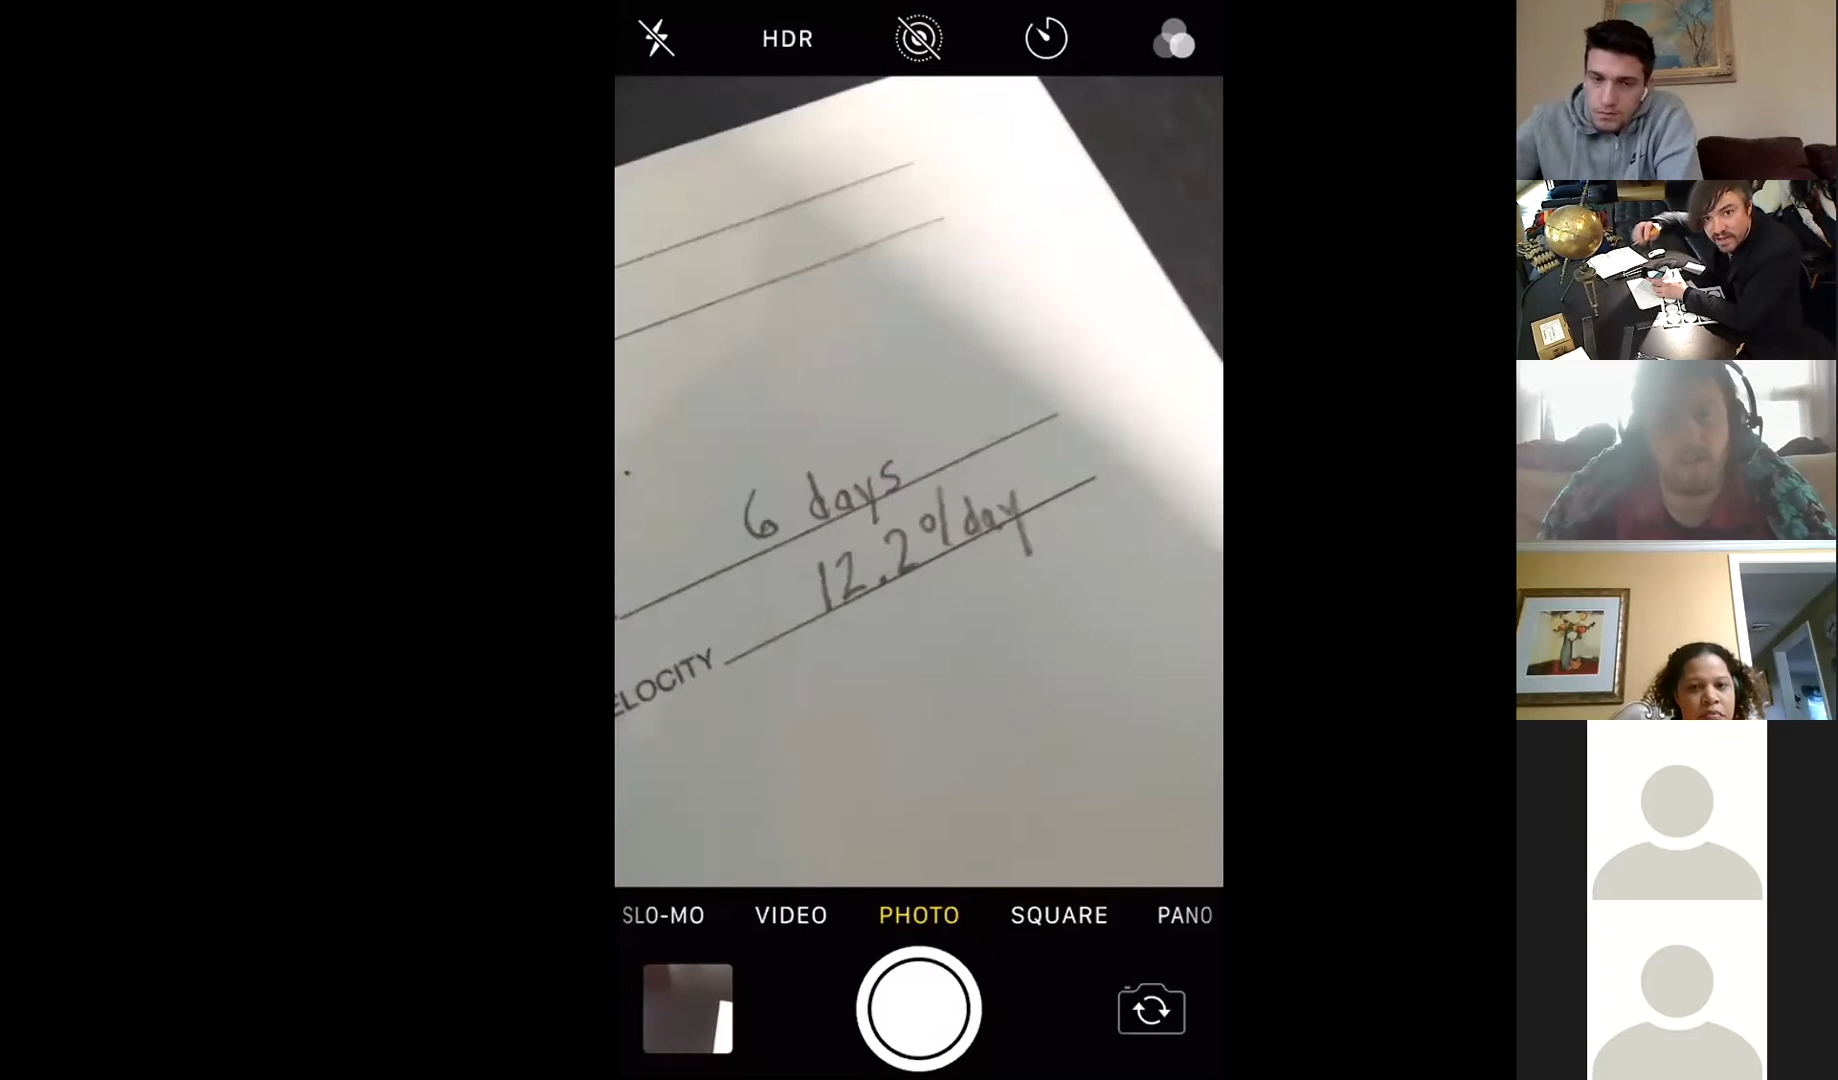 HDR
6 days
12.2°/day
ELOCITY
SLO-MO VIDEO PHOTO SQUARE PANO